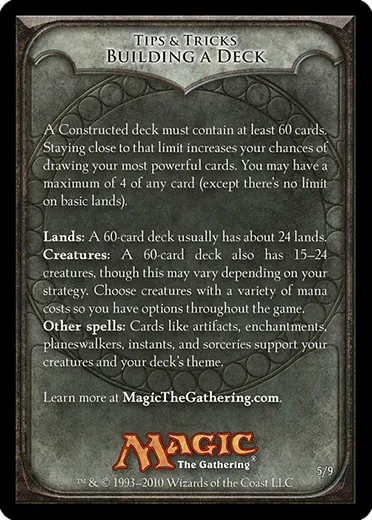 TIPS & TRICKS
BUILDING A DECK
A Constructed deck must contain at least 60 cards.
Staying close to that limit increases your chances of
drawing your most powerful cards. You may have a
maximum of 4 of any card (except there's no limit
on basic lands).
Lands: A 60-card deck usually has about 24 lands.
Creatures: A 60-card deck also has 15–24
creatures, though this may vary depending on your
strategy. Choose creatures with a variety of mana
costs so you have options throughout the game.
Other spells: Cards like artifacts, enchantments,
planeswalkers, instants, and sorceries support your
creatures and your deck's theme.
Learn more at MagicTheGathering.com.
MAGIC
The Gathering®
5/9
™ & © 1993–2010 Wizards of the Coast LLC